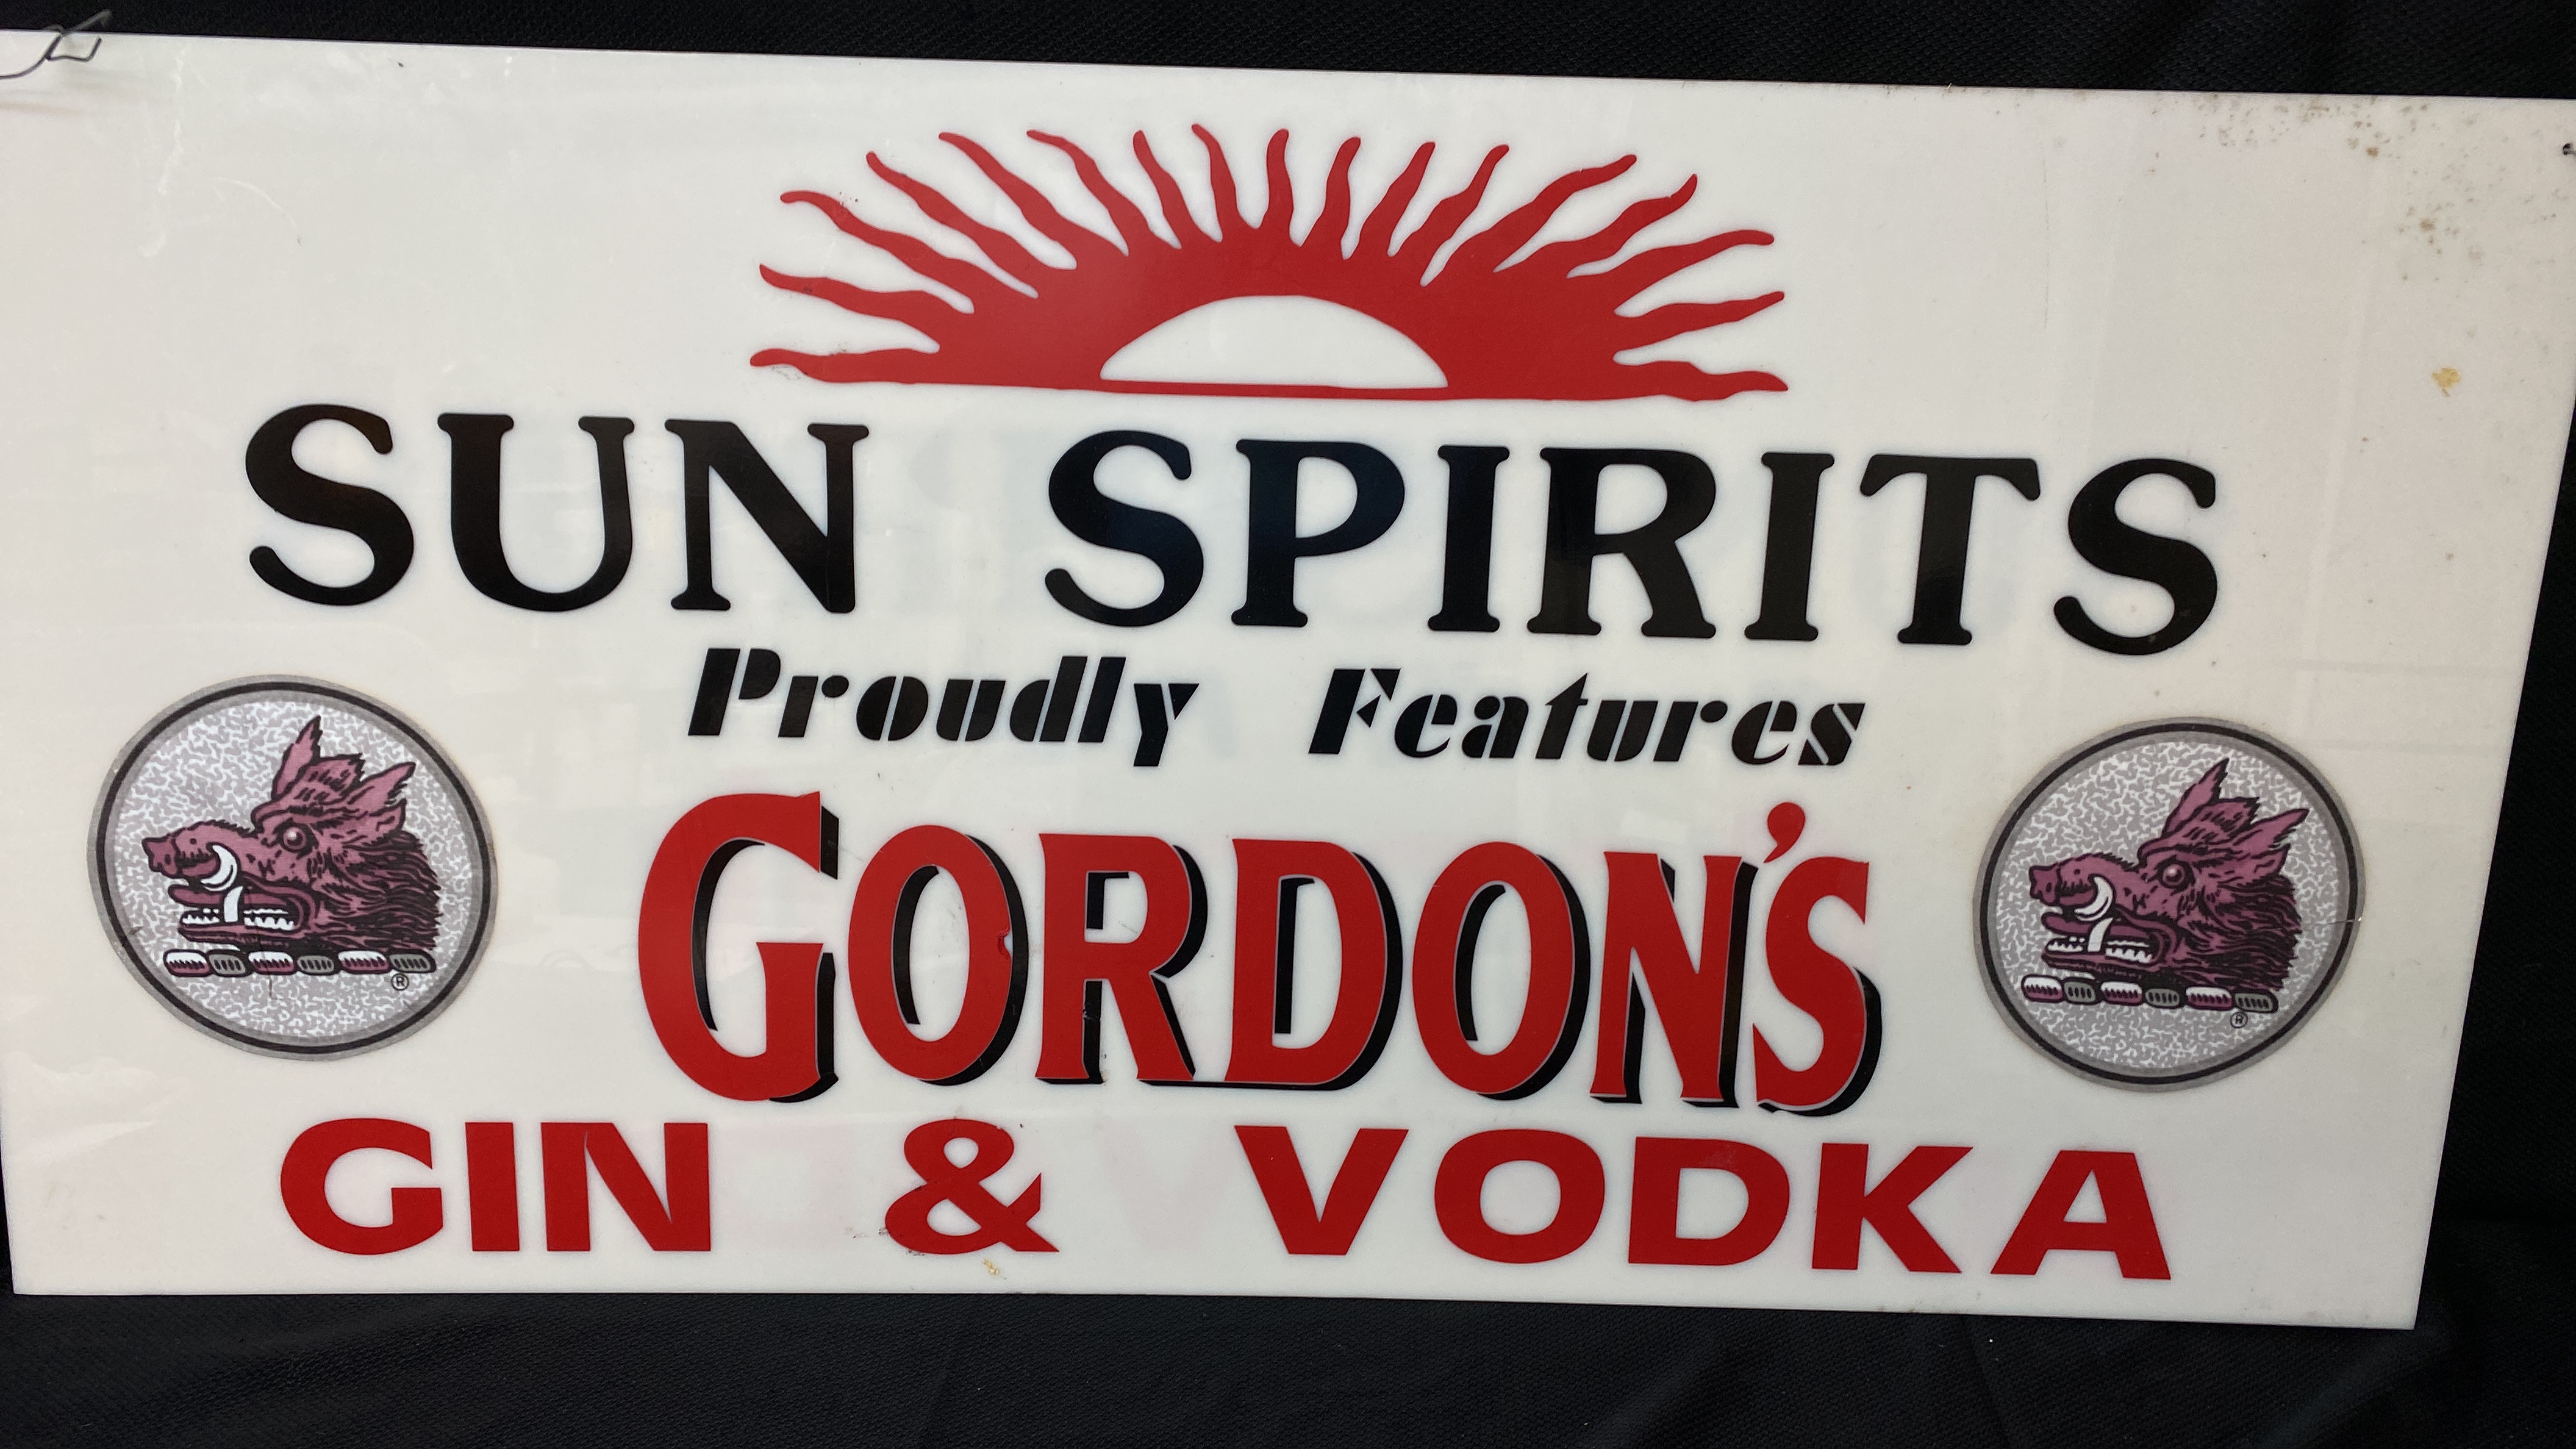 SUN SPIRITS
Proudly Features
GORDON'S
GIN & VODKA
®
®